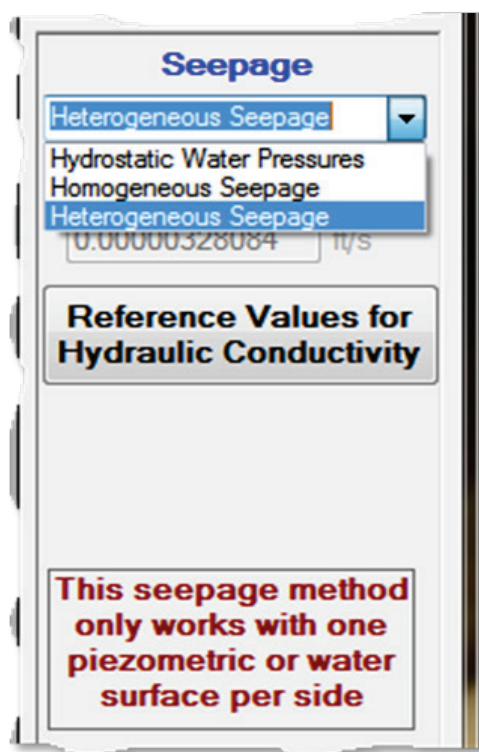 Seepage
Heterogeneous Seepage
Hydrostatic Water Pressures
Homogeneous Seepage
Heterogeneous Seepage
0.00000328084 ft/s
Reference Values for
Hydraulic Conductivity
This seepage method
only works with one
piezometric or water
surface per side